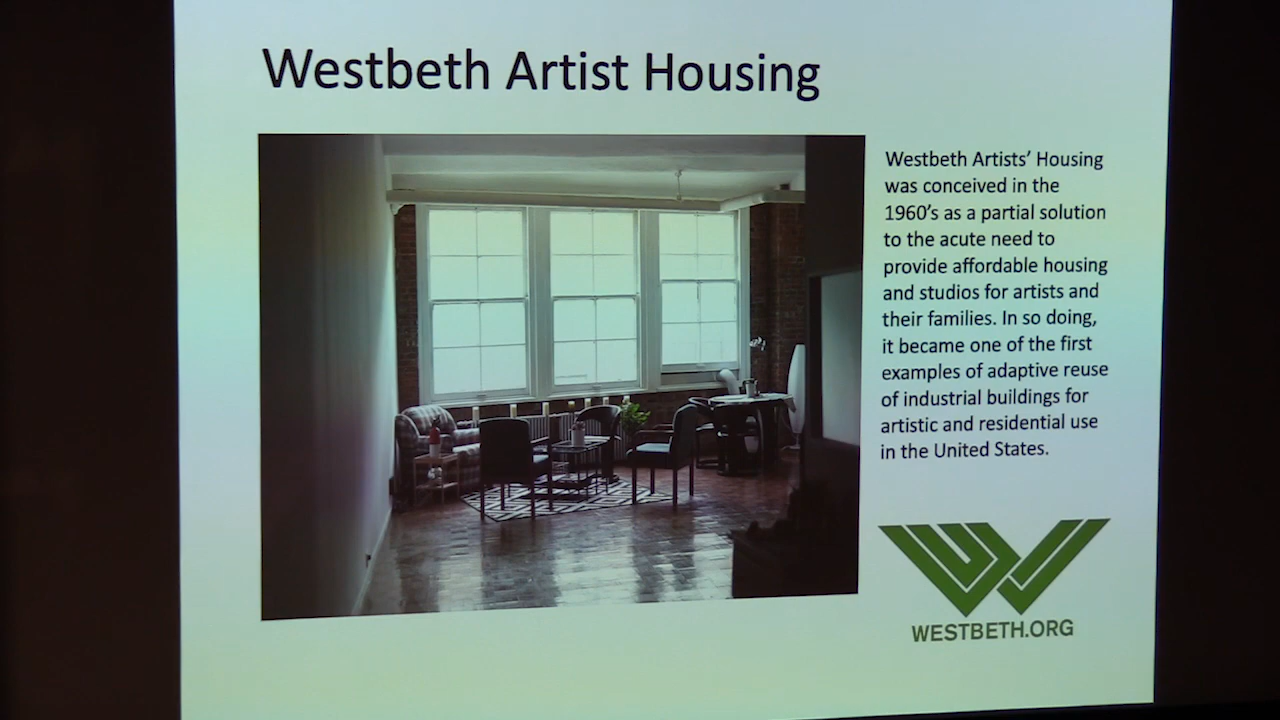 Westbeth Artist Housing
Westbeth Artists’ Housing
was conceived in the
1960’s as a partial solution
to the acute need to
provide affordable housing
and studios for artists and
their families. In so doing,
it became one of the first
examples of adaptive reuse
of industrial buildings for
artistic and residential use
in the United States.
WESTBETH.ORG